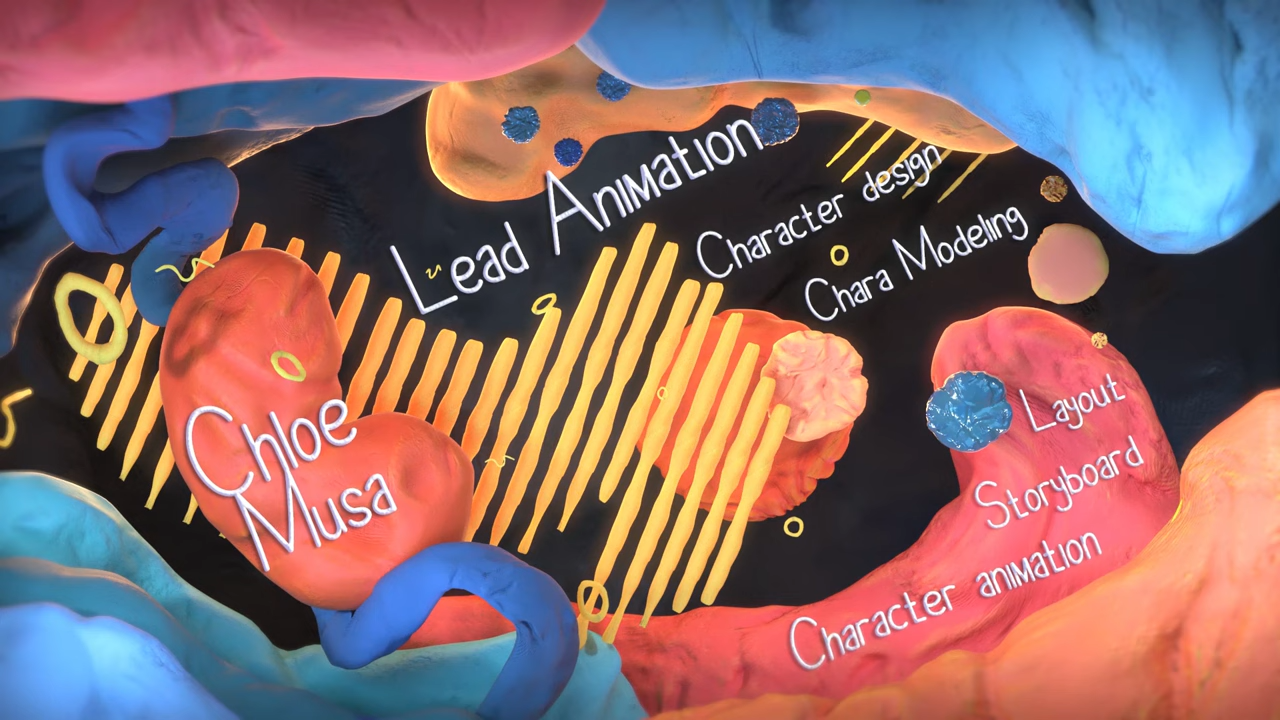 Lead Animation
Character design
Chara Modeling
Chloe
Musa
Layout
Storyboard
Character animation